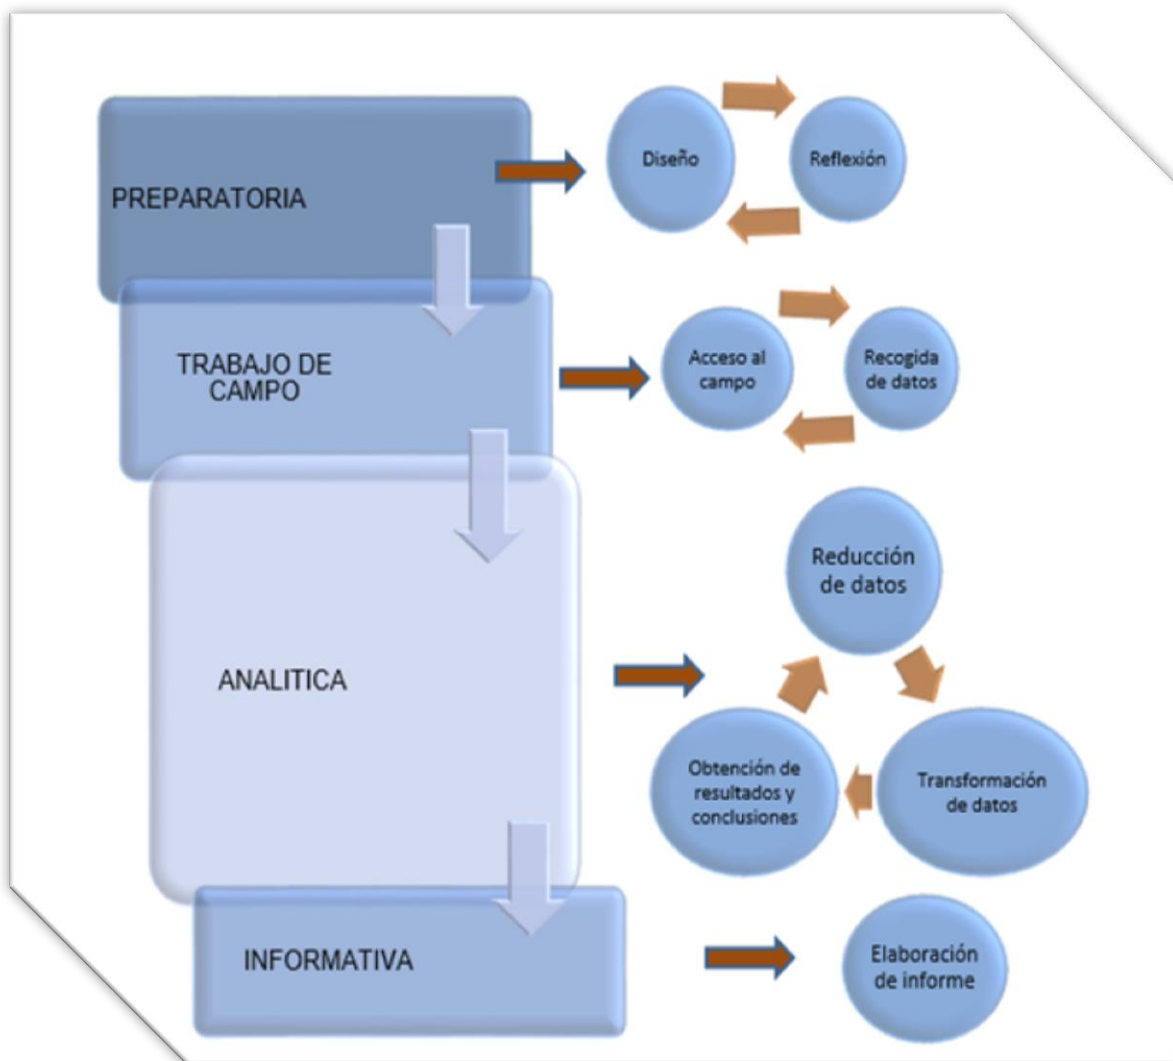 PREPARATORIA
Diseño
Reflexión
TRABAJO DE
CAMPO
Acceso al
campo
Recogida
de datos
ANALITICA
Reducción
de datos
Obtención de
resultados y
conclusiones
Transformación
de datos
INFORMATIVA
Elaboración
de informe